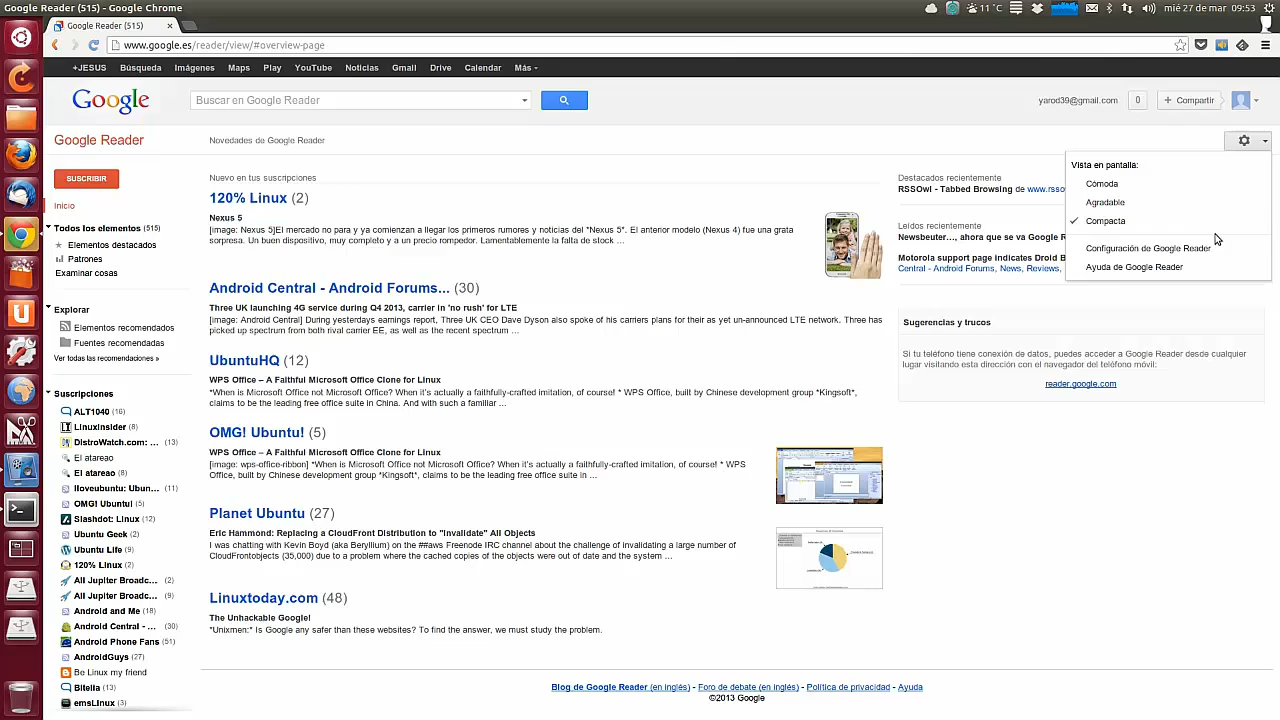 Google Reader (515) - Google Chrome
11 °C
mié 27 de mar 09:53
Google Reader (515)
www.google.es/reader/view/#overview-page
+JESUS Búsqueda Imágenes Maps Play YouTube Noticias Gmail Drive Calendar Más
Google
Buscar en Google Reader
yarod39@gmail.com 0 + Compartir
Google Reader
Novedades de Google Reader
SUSCRIBIR
Inicio
Todos los elementos (515)
Elementos destacados
Patrones
Examinar cosas
Explorar
Elementos recomendados
Fuentes recomendadas
Ver todas las recomendaciones »
Suscripciones
ALT1040 (16)
LinuxInsider (8)
DistroWatch.com: ... (13)
El atareao
El atareao (8)
Iloveubuntu: Ubun... (11)
OMG! Ubuntu! (5)
Slashdot: Linux (12)
Ubuntu Geek (2)
Ubuntu Life (9)
120% Linux (2)
All Jupiter Broadc... (2)
All Jupiter Broadc... (9)
Android and Me (18)
Android Central - ... (30)
Android Phone Fans (51)
AndroidGuys (27)
Be Linux my friend
Bitelia (13)
emsLinux (3)
Nuevo en tus suscripciones
120% Linux (2)
Nexus 5
[image: Nexus 5]El mercado no para y ya comienzan a llegar los primeros rumores y noticias del "Nexus 5". El anterior modelo (Nexus 4) fue una grata
sorpresa. Un buen dispositivo, muy completo y a un precio rompedor. Lamentablemente la falta de stock ...
Android Central - Android Forums... (30)
Three UK launching 4G service during Q4 2013, carrier in 'no rush' for LTE
[image: Android Central] During yesterdays earnings report, Three UK CEO Dave Dyson also spoke of his carriers plans for their as yet un-announced LTE network. Three has
picked up spectrum from both rival carrier EE, as well as the recent spectrum ...
UbuntuHQ (12)
WPS Office – A Faithful Microsoft Office Clone for Linux
*When is Microsoft Office not Microsoft Office? When it's actually a faithfully-crafted imitation, of course! * WPS Office, built by Chinese development group *Kingsoft*,
claims to be the leading free office suite in China. And with such a familiar ...
OMG! Ubuntu! (5)
WPS Office – A Faithful Microsoft Office Clone for Linux
[image: wps-office-ribbon] *When is Microsoft Office not Microsoft Office? When it's actually a faithfully-crafted imitation, of course! * WPS
Office, built by Chinese development group *Kingsoft*, claims to be the leading free office suite in ...
Planet Ubuntu (27)
Eric Hammond: Replacing a CloudFront Distribution to "Invalidate" All Objects
I was chatting with Kevin Boyd (aka Beryllium) on the ##aws Freenode IRC channel about the challenge of invalidating a large number of
CloudFrontobjects (35,000) due to a problem where the cached copies of the objects were out of date and the system ...
Linuxtoday.com (48)
The Unhackable Google!
*Unixmen:* Is Google any safer than these websites? To find the answer, we must study the problem.
Destacados recientemente
RSSOwl - Tabbed Browsing de www.rsso
Leídos recientemente
Newsbeuter..., ahora que se va Google R
Motorola support page indicates Droid B
Central - Android Forums, News, Reviews,
Vista en pantalla:
Cómoda
Agradable
Compacta
Configuración de Google Reader
Ayuda de Google Reader
Sugerencias y trucos
Si tu teléfono tiene conexión de datos, puedes acceder a Google Reader desde cualquier
lugar visitando esta dirección con el navegador del teléfono móvil:
reader.google.com
Blog de Google Reader (en inglés) - Foro de debate (en inglés) - Política de privacidad - Ayuda
©2013 Google